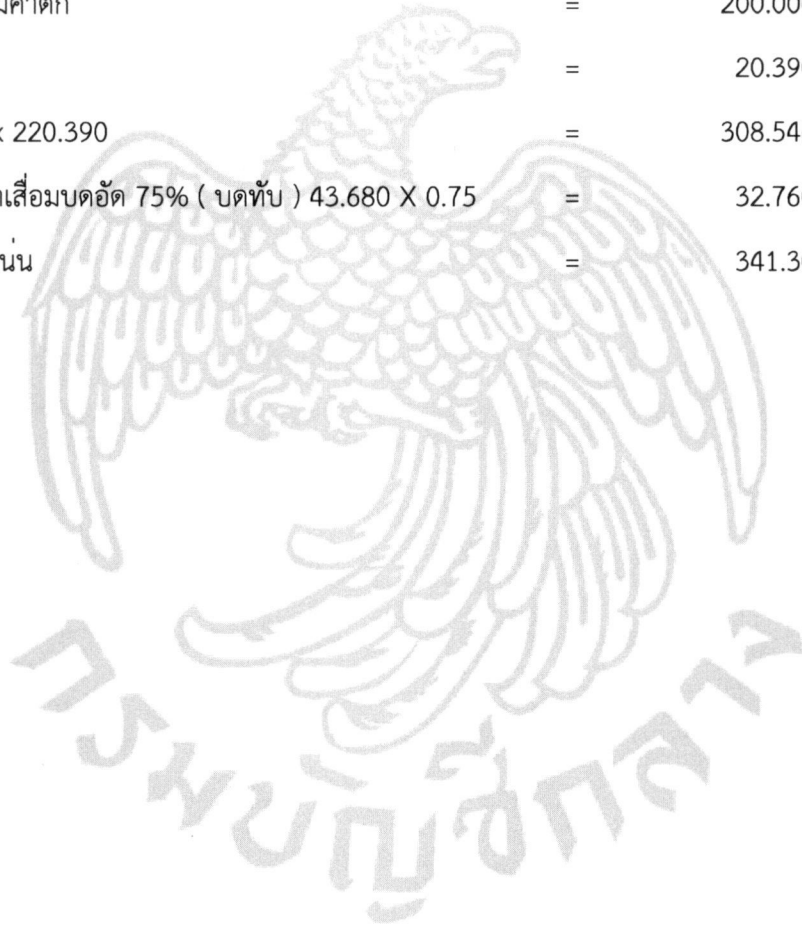 = 200.00
= 20.39
x 220.390 = 308.54
เสื่อมบดอัด 75% ( บดทับ ) 43.680 X 0.75 = 32.76
= 341.3
กรมบัญชีกลาง